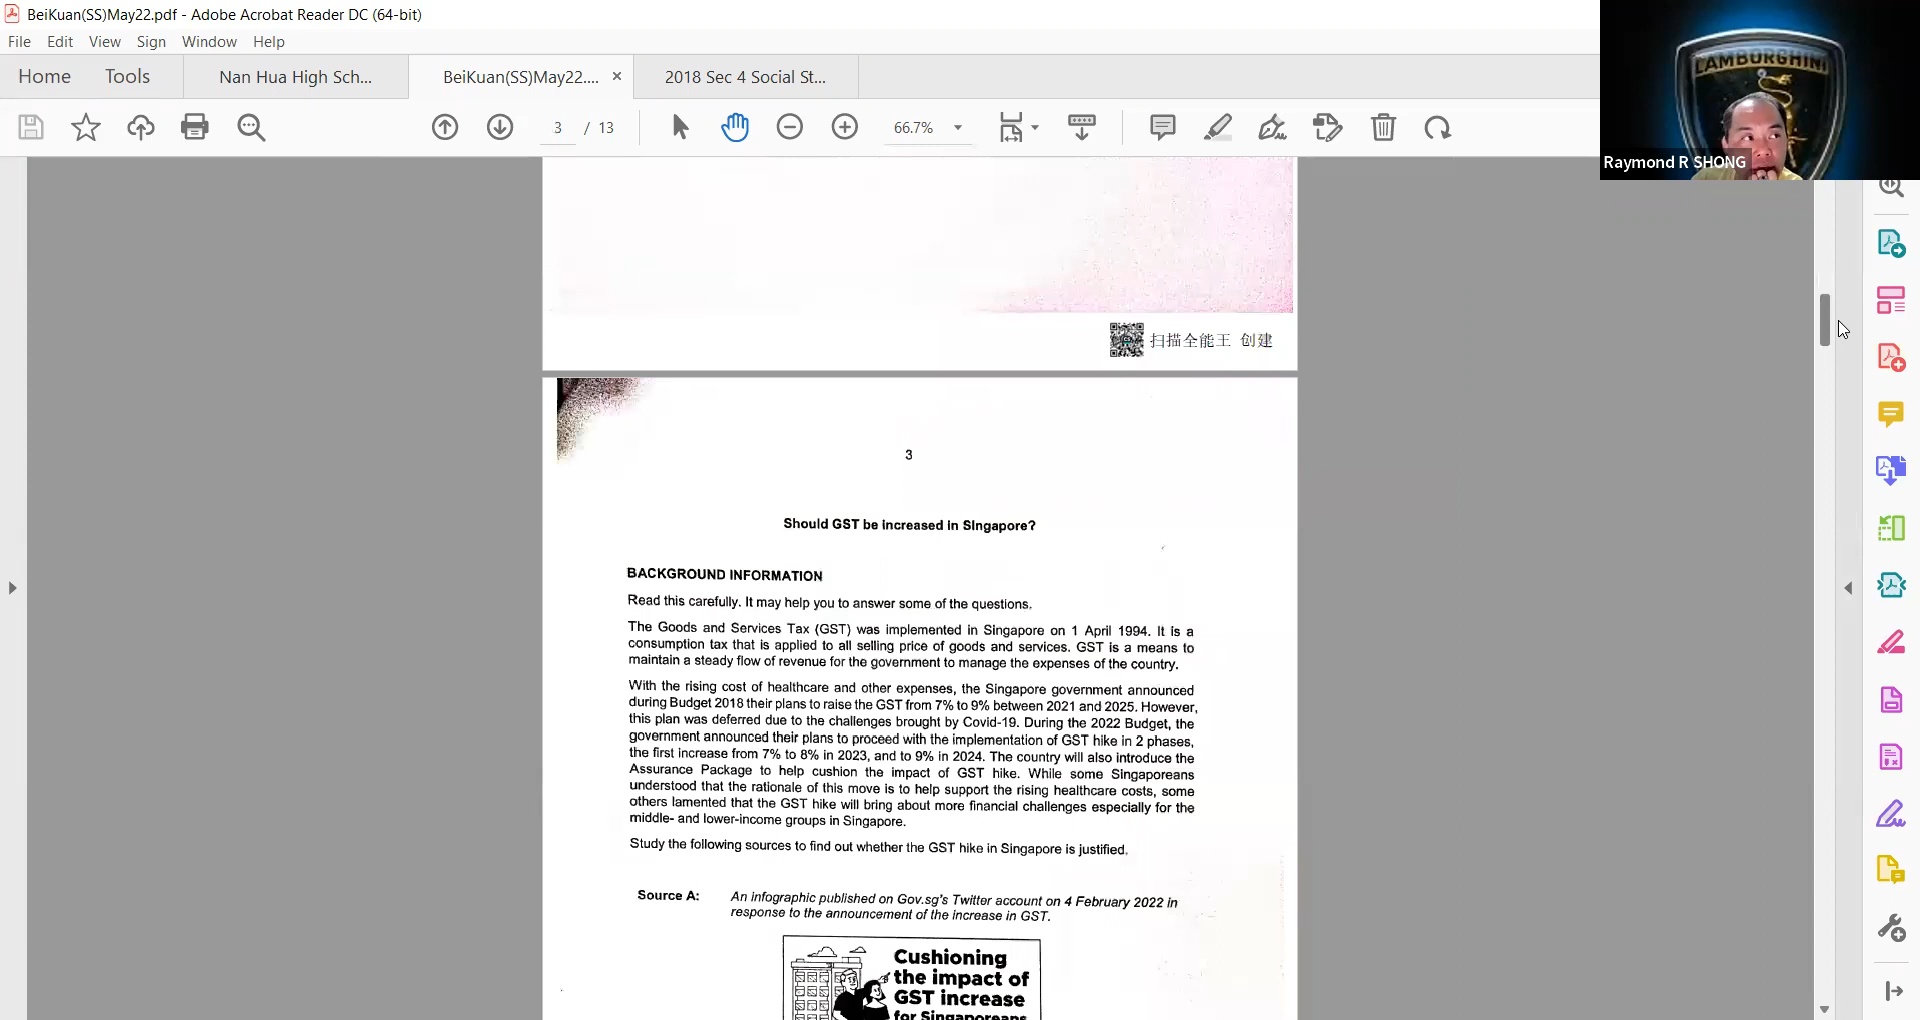 BeiKuan(SS)May22.pdf - Adobe Acrobat Reader DC (64-bit)
File Edit View Sign Window Help
Home Tools Nan Hua High Sch... BeiKuan(SS)May22.... × 2018 Sec 4 Social St...
3 / 13 66.7%
LAMBORGHINI
Raymond R SHONG
扫描全能王 创建
3
Should GST be increased in Singapore?
BACKGROUND INFORMATION
Read this carefully. It may help you to answer some of the questions.
The Goods and Services Tax (GST) was implemented in Singapore on 1 April 1994. It is a
consumption tax that is applied to all selling price of goods and services. GST is a means to
maintain a steady flow of revenue for the government to manage the expenses of the country.
With the rising cost of healthcare and other expenses, the Singapore government announced
during Budget 2018 their plans to raise the GST from 7% to 9% between 2021 and 2025. However,
this plan was deferred due to the challenges brought by Covid-19. During the 2022 Budget, the
government announced their plans to proceed with the implementation of GST hike in 2 phases,
the first increase from 7% to 8% in 2023, and to 9% in 2024. The country will also introduce the
Assurance Package to help cushion the impact of GST hike. While some Singaporeans
understood that the rationale of this move is to help support the rising healthcare costs, some
others lamented that the GST hike will bring about more financial challenges especially for the
middle- and lower-income groups in Singapore.
Study the following sources to find out whether the GST hike in Singapore is justified.
Source A: An infographic published on Gov.sg's Twitter account on 4 February 2022 in
response to the announcement of the increase in GST.
Cushioning
the impact of
GST increase
for Singaporeans